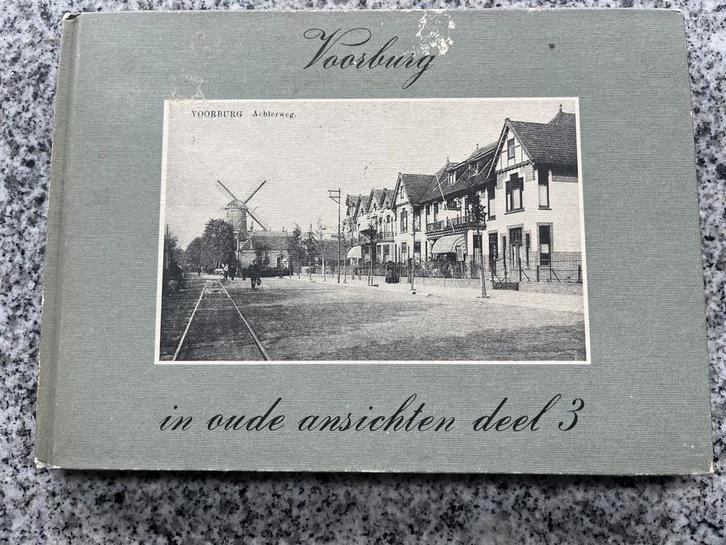 Voorburg
VOORBURG Achterweg.
in oude ansichten deel 3